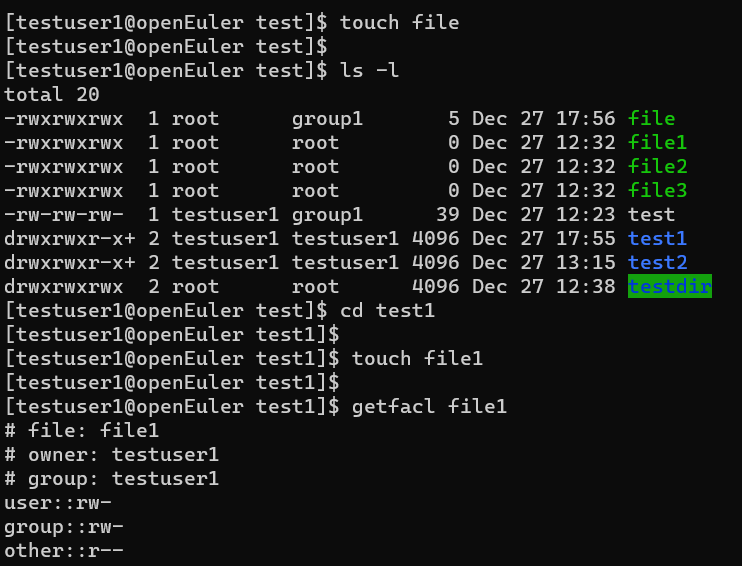 [testuser1@openEuler test]$ touch file
[testuser1@openEuler test]$
[testuser1@openEuler test]$ ls -l
total 20
-rwxrwxrwx  1 root      group1       5 Dec 27 17:56 file
-rwxrwxrwx  1 root      root         0 Dec 27 12:32 file1
-rwxrwxrwx  1 root      root         0 Dec 27 12:32 file2
-rwxrwxrwx  1 root      root         0 Dec 27 12:32 file3
-rw-rw-rw-  1 testuser1 group1      39 Dec 27 12:23 test
drwxrwxr-x+ 2 testuser1 testuser1 4096 Dec 27 17:55 test1
drwxrwxr-x+ 2 testuser1 testuser1 4096 Dec 27 13:15 test2
drwxrwxrwx  2 root      root      4096 Dec 27 12:38 testdir
[testuser1@openEuler test]$ cd test1
[testuser1@openEuler test1]$
[testuser1@openEuler test1]$ touch file1
[testuser1@openEuler test1]$
[testuser1@openEuler test1]$ getfacl file1
# file: file1
# owner: testuser1
# group: testuser1
user::rw-
group::rw-
other::r--